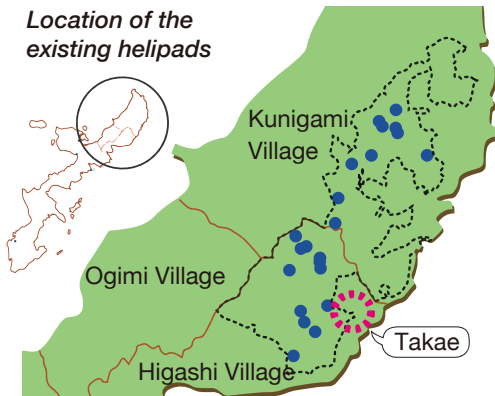 Location of the
existing helipads
Kunigami
Village
Ogimi Village
Takae
Higashi Village